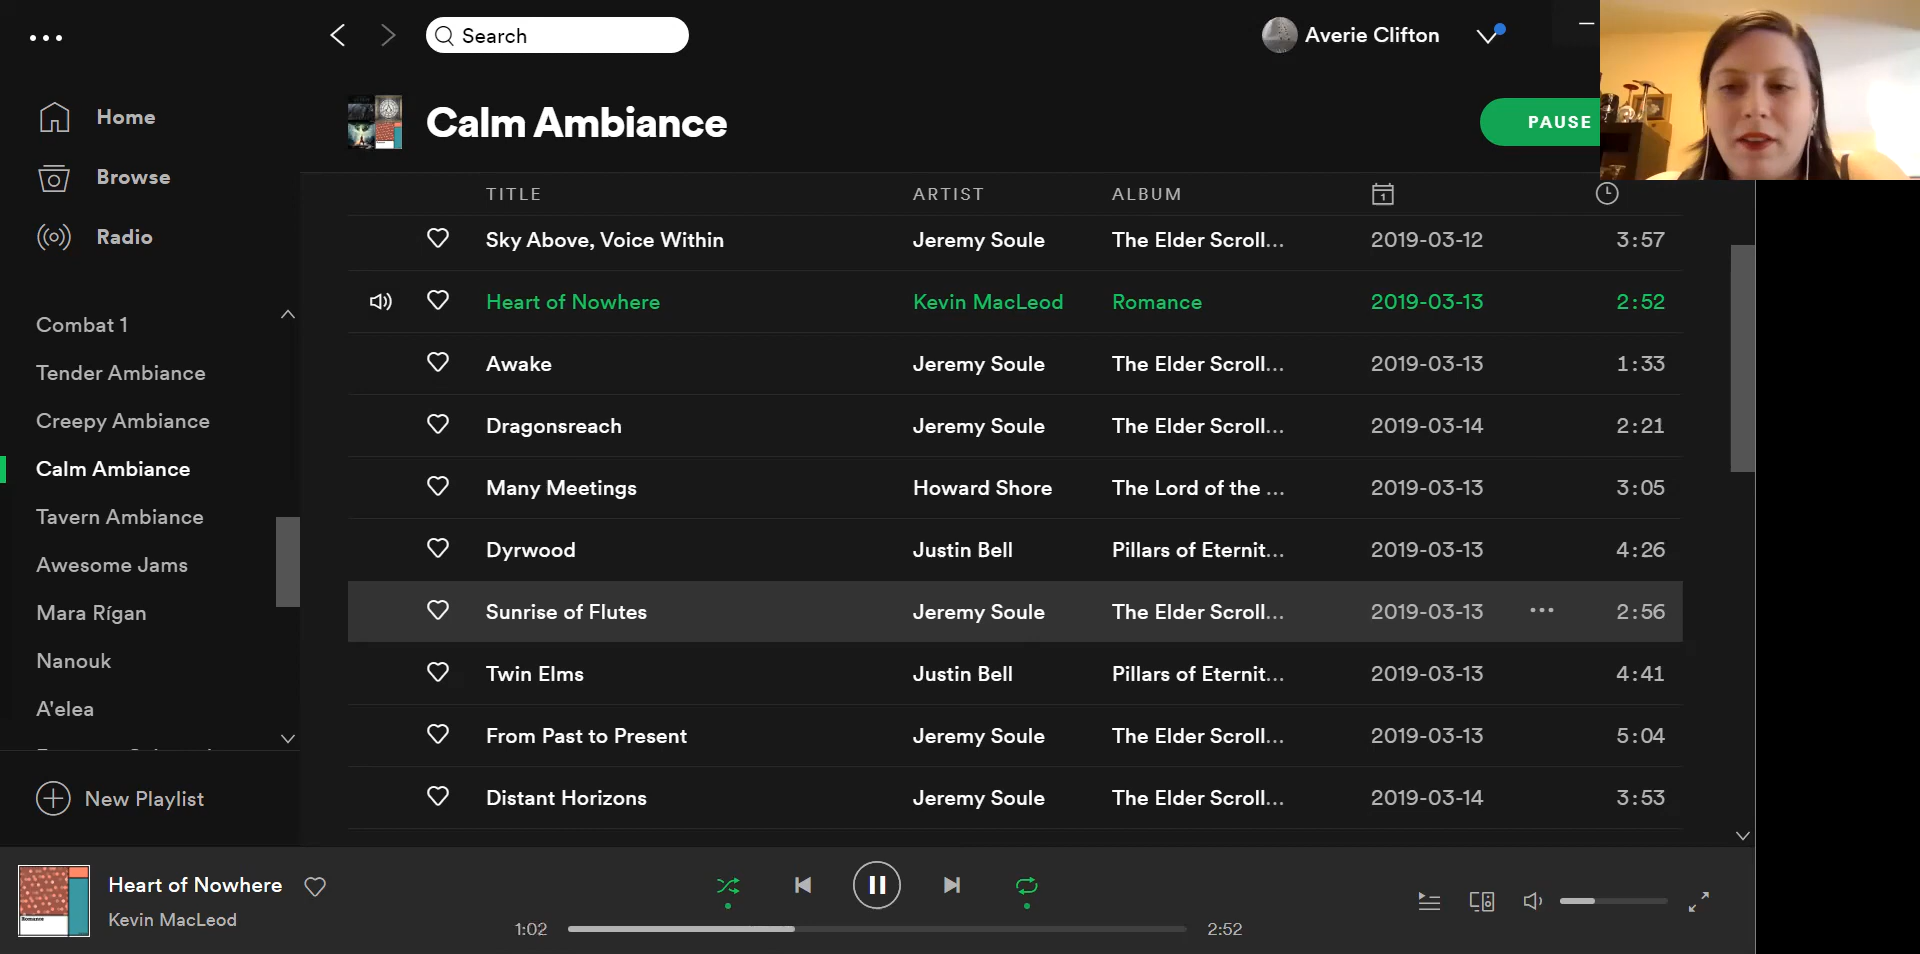 Search
Averie Clifton
Home
Browse
Radio
Calm Ambiance
PAUSE
TITLE ARTIST ALBUM
Sky Above, Voice Within Jeremy Soule The Elder Scroll... 2019-03-12 3:57
Heart of Nowhere Kevin MacLeod Romance 2019-03-13 2:52
Awake Jeremy Soule The Elder Scroll... 2019-03-13 1:33
Dragonsreach Jeremy Soule The Elder Scroll... 2019-03-14 2:21
Many Meetings Howard Shore The Lord of the ... 2019-03-13 3:05
Dyrwood Justin Bell Pillars of Eternit... 2019-03-13 4:26
Sunrise of Flutes Jeremy Soule The Elder Scroll... 2019-03-13 2:56
Twin Elms Justin Bell Pillars of Eternit... 2019-03-13 4:41
From Past to Present Jeremy Soule The Elder Scroll... 2019-03-13 5:04
Distant Horizons Jeremy Soule The Elder Scroll... 2019-03-14 3:53
Combat 1
Tender Ambiance
Creepy Ambiance
Calm Ambiance
Tavern Ambiance
Awesome Jams
Mara Rígan
Nanouk
A'elea
New Playlist
Romance
Heart of Nowhere
Kevin MacLeod
1:02 2:52